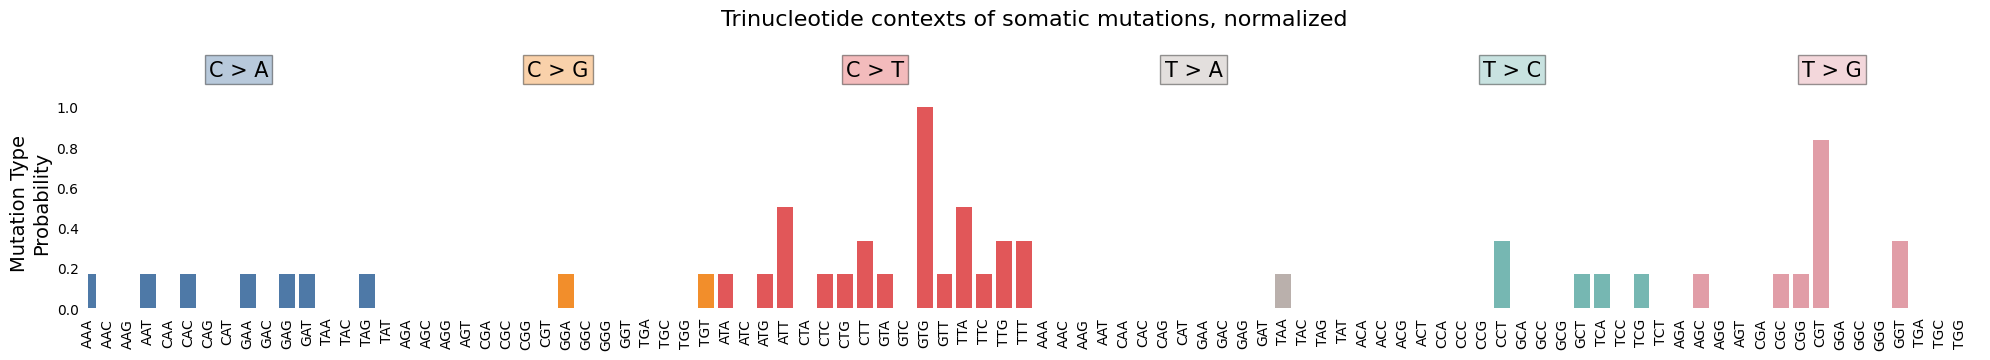 Trinucleotide contexts of somatic mutations, normalized
C > A C > G C > T T > A T > C T > G
Mutation Type
Probability
1.0
0.8
0.6
0.4
0.2
0.0
AAA AAC AAG AAT CAA CAC CAG CAT GAA GAC GAG GAT TAA TAC TAG TAT AGA AGC AGG AGT CGA CGC CGG CGT GGA GGC GGG GGT TGA TGC TGG TGT ATA ATC ATG ATT CTA CTC CTG CTT GTA GTC GTG GTT TTA TTC TTG TTT AAA AAC AAG AAT CAA CAC CAG CAT GAA GAC GAG GAT TAA TAC TAG TAT ACA ACC ACG ACT CCA CCC CCG CCT GCA GCC GCG GCT TCA TCC TCG TCT AGA AGC AGG AGT CGA CGC CGG CGT GGA GGC GGG GGT TGA TGC TGG